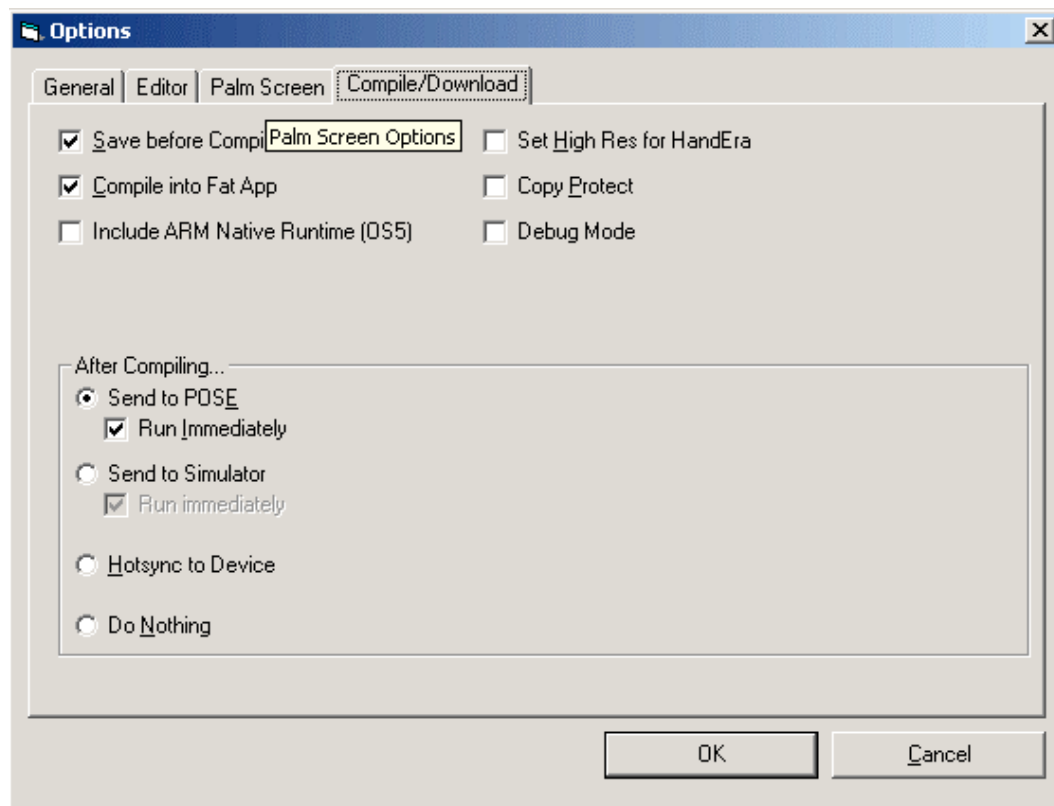 Options
General Editor Palm Screen Compile/Download
Save before Compi Palm Screen Options Set High Res for HandEra
Compile into Fat App Copy Protect
Include ARM Native Runtime (OS5) Debug Mode
After Compiling...
Send to POSE
Run Immediately
Send to Simulator
Run immediately
Hotsync to Device
Do Nothing
OK Cancel